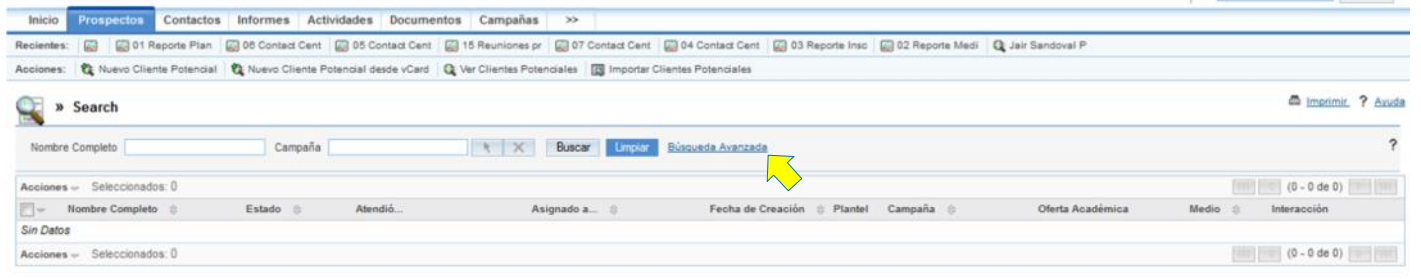 Inicio Prospectos Contactos Informes Actividades Documentos Campañas >>
Recientes: 01 Reporte Plan 06 Contact Cent 05 Contact Cent 15 Reuniones pr 07 Contact Cent 04 Contact Cent 03 Reporte Insc 02 Reporte Medi Jair Sandoval P
Acciones: Nuevo Cliente Potencial Nuevo Cliente Potencial desde vCard Ver Clientes Potenciales Importar Clientes Potenciales
» Search Imprimir ? Ayuda
Nombre Completo Campaña Buscar Limpiar Búsqueda Avanzada ?
Acciones Seleccionados: 0 (0 - 0 de 0)
Nombre Completo Estado Atendió... Asignado a... Fecha de Creación Plantel Campaña Oferta Académica Medio Interacción
Sin Datos
Acciones Seleccionados: 0 (0 - 0 de 0)